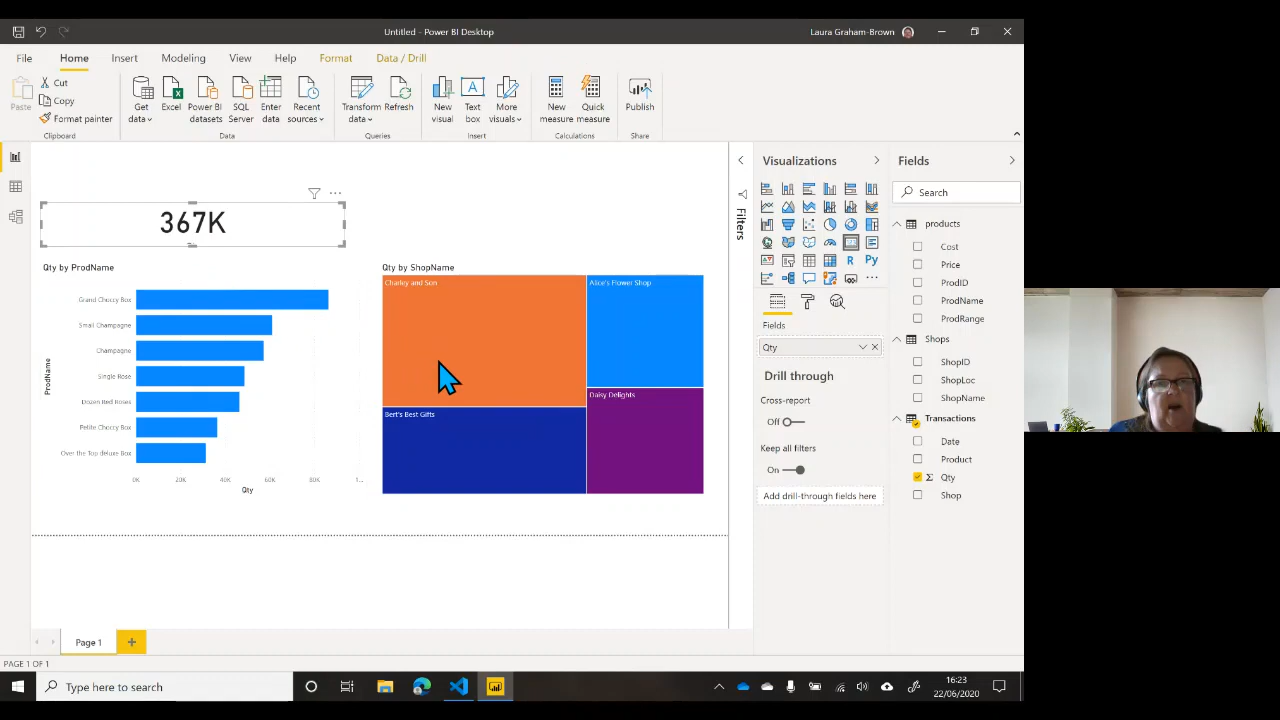 Untitled - Power BI Desktop
Laura Graham-Brown
File Home Insert Modeling View Help Format Data / Drill
Paste
Cut
Copy
Format painter
Get data
Excel
Power BI datasets
SQL Server
Enter data
Recent sources
Transform data
Refresh
New visual
Text box
More visuals
New measure
Quick measure
Publish
Clipboard Data Queries Insert Calculations Share
367K
Qty by ProdName
ProdName
Grand Choccy Box
Small Champagne
Champagne
Single Rose
Dozen Red Roses
Petite Choccy Box
Over the Top deluxe Box
0K 20K 40K 60K 80K 1...
Qty
Qty by ShopName
Charley and Son
Alice's Flower Shop
Bert's Best Gifts
Daisy Delights
Filters
Visualizations
R Py
Fields
Qty
Drill through
Cross-report
Off
Keep all filters
On
Add drill-through fields here
Fields
Search
products
Cost
Price
ProdID
ProdName
ProdRange
Shops
ShopID
ShopLoc
ShopName
Transactions
Date
Product
Σ Qty
Shop
Page 1
PAGE 1 OF 1
Type here to search
16:23
22/06/2020